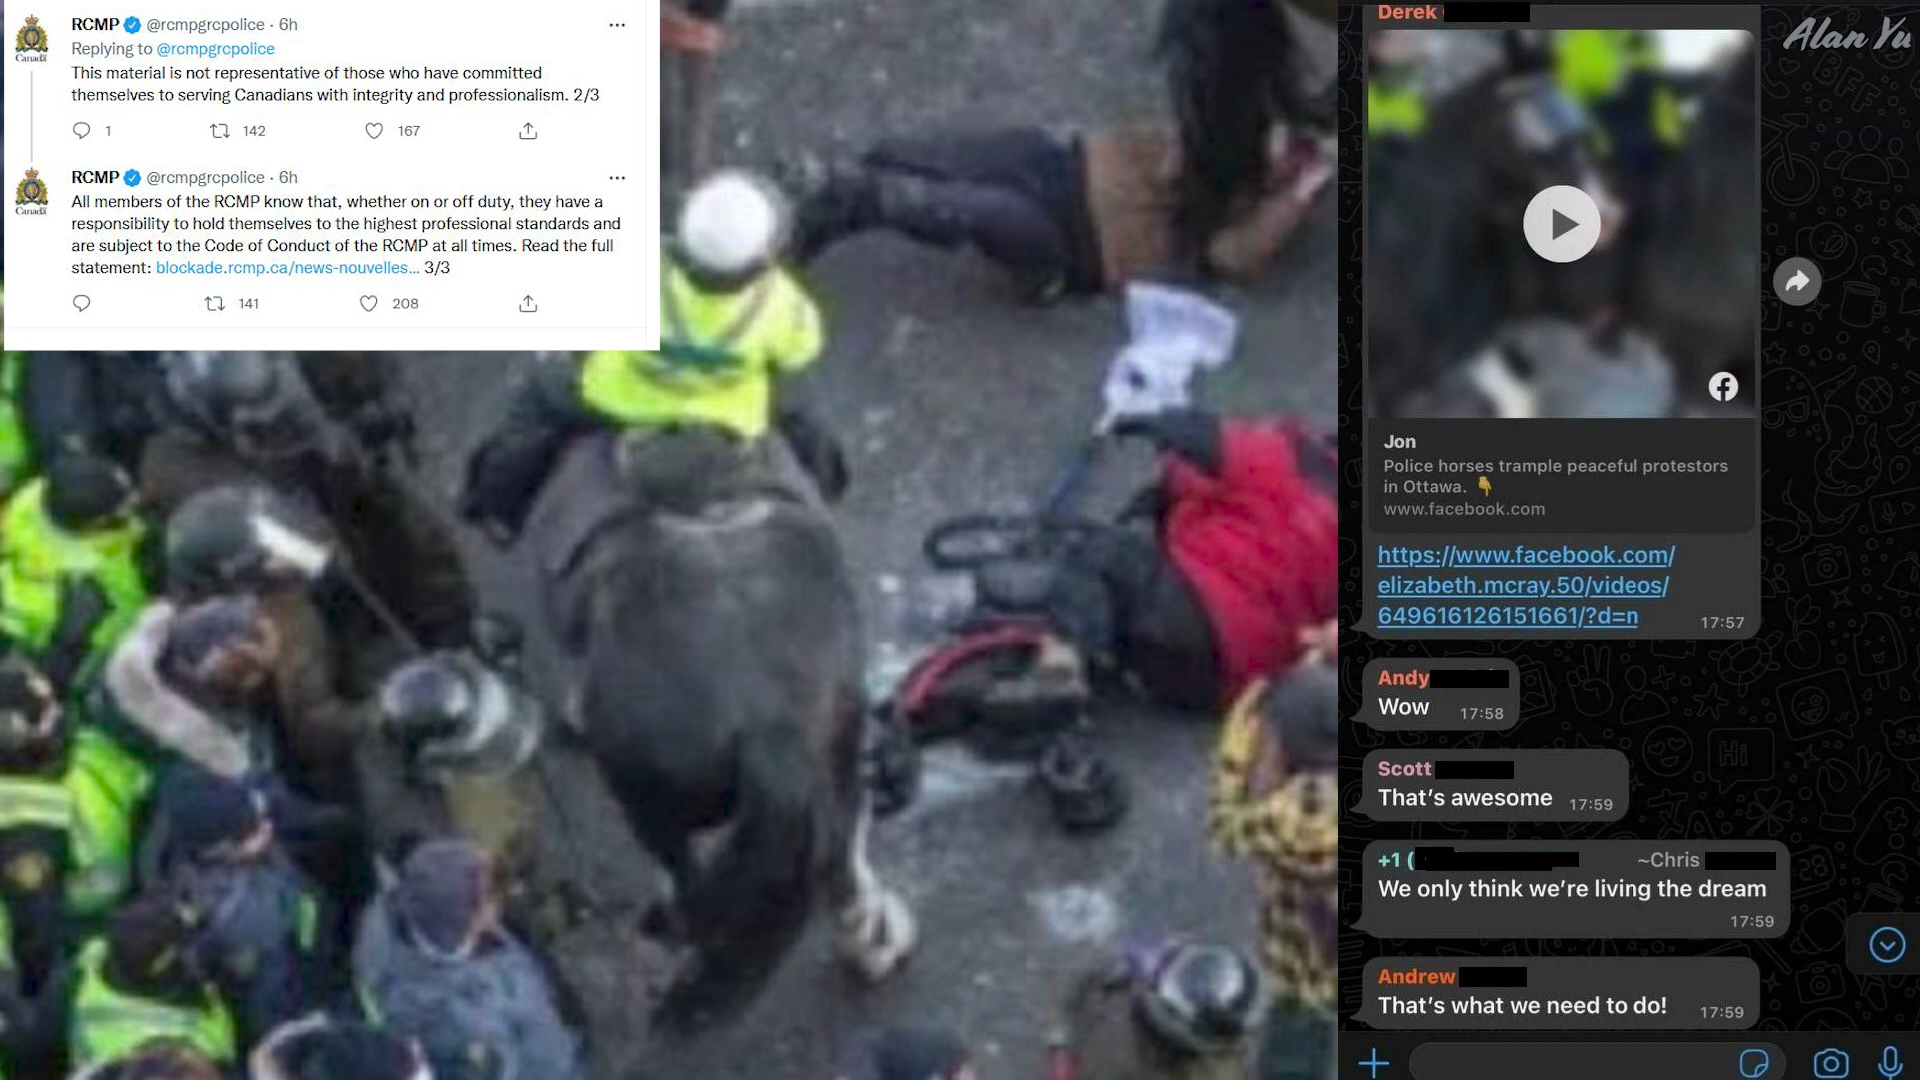 RCMP @rcmpgrcpolice · 6h
Replying to @rcmpgrcpolice
This material is not representative of those who have committed
themselves to serving Canadians with integrity and professionalism. 2/3
1 142 167
Canada
RCMP @rcmpgrcpolice · 6h
All members of the RCMP know that, whether on or off duty, they have a
responsibility to hold themselves to the highest professional standards and
are subject to the Code of Conduct of the RCMP at all times. Read the full
statement: blockade.rcmp.ca/news-nouvelles... 3/3
141 208
Canada
Derek
Alan Yu
Jon
Police horses trample peaceful protestors
in Ottawa. 👇
www.facebook.com
https://www.facebook.com/
elizabeth.mcray.50/videos/
649616126151661/?d=n 17:57
Andy
Wow 17:58
Scott
That's awesome 17:59
+1 ( ~Chris
We only think we're living the dream
17:59
Andrew
That's what we need to do! 17:59